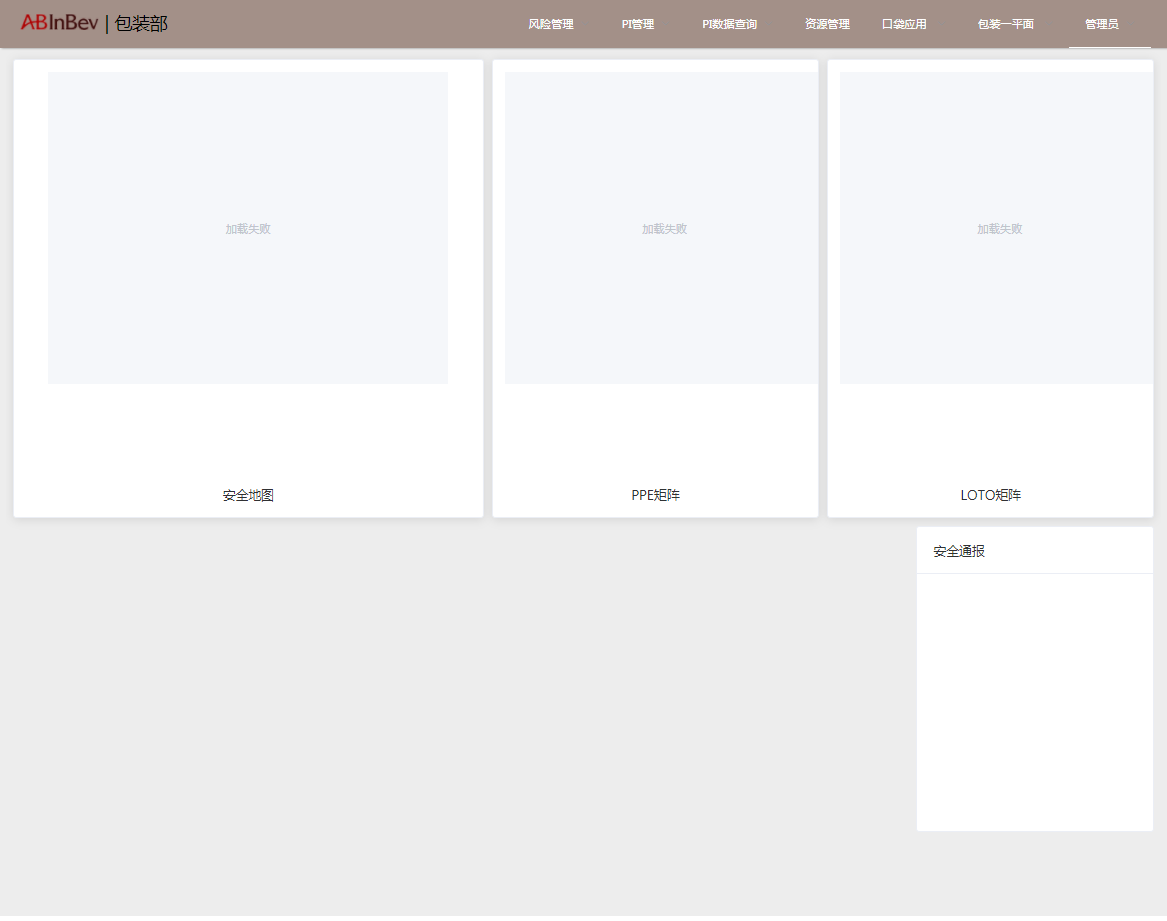 ABInBev | 包装部
风险管理 PI管理 PI数据查询 资源管理 口袋应用 包装一平面 管理员
加载失败 加载失败 加载失败
安全地图 PPE矩阵 LOTO矩阵
安全通报